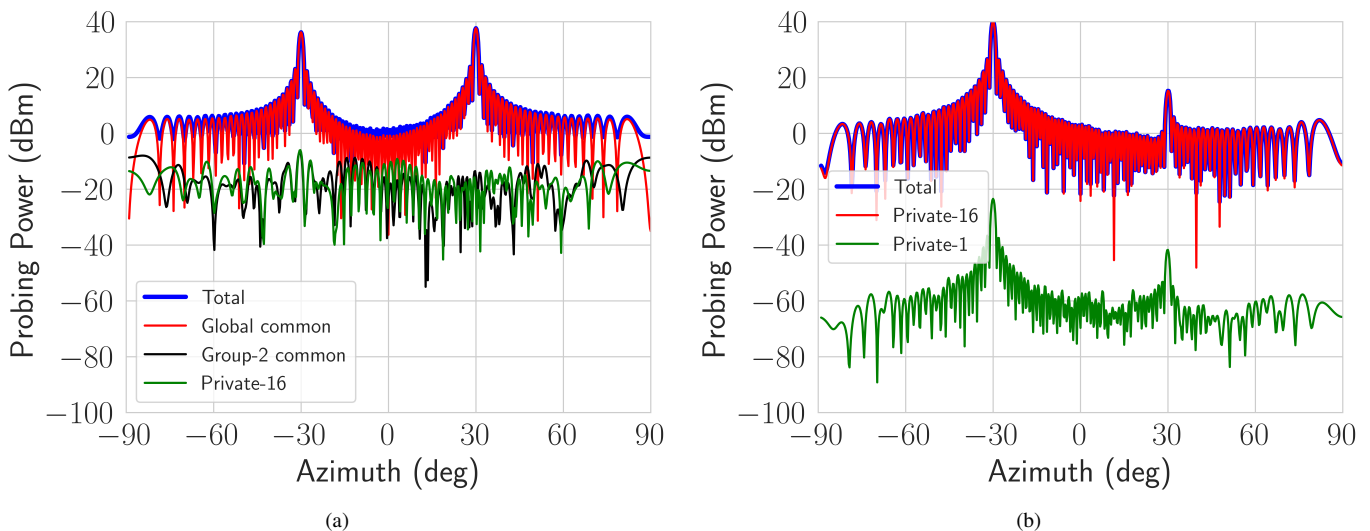 Probing Power (dBm)
40
20
0
−20
−40
−60
−80
−100
Total
Global common
Group-2 common
Private-16
−90
−60
−30
0
30
60
90
Azimuth (deg)
(a)
Probing Power (dBm)
40
20
0
−20
−40
−60
−80
−100
Total
Private-16
Private-1
−90
−60
−30
0
30
60
90
Azimuth (deg)
(b)